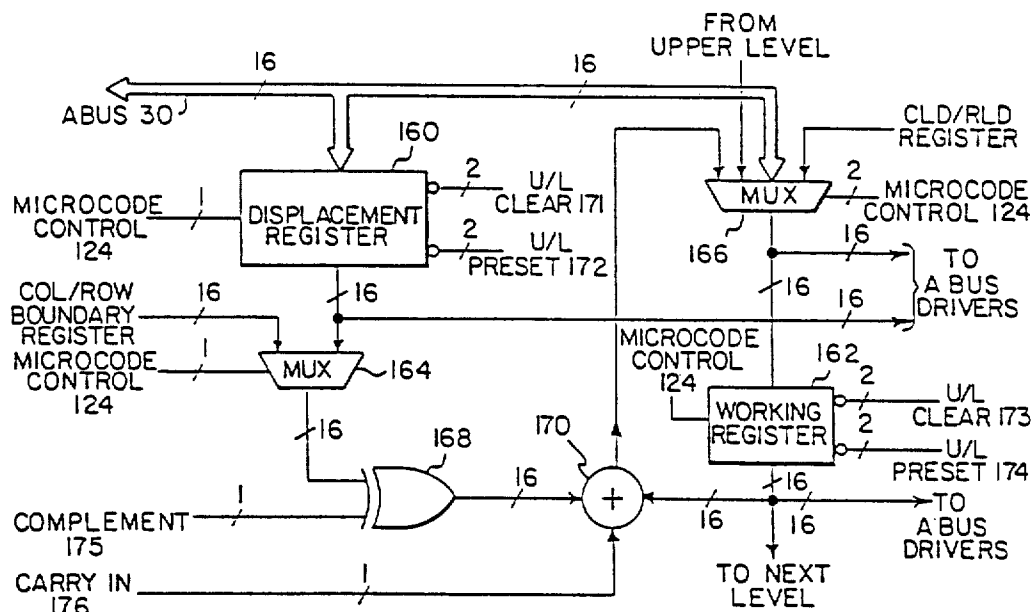 FROM
UPPER LEVEL
16
16
ABUS 30
CLD/RLD
REGISTER
160
2
U/L
CLEAR 171
MUX
2
MICROCODE
CONTROL 124
MICROCODE
CONTROL
124
1
DISPLACEMENT
REGISTER
2
U/L
PRESET 172
166
16
TO
A BUS
DRIVERS
COL/ROW
BOUNDARY
REGISTER
16
16
16
16
MICROCODE
CONTROL
124
1
MUX
164
MICROCODE
CONTROL
124
162
2
U/L
CLEAR 173
WORKING
REGISTER
2
U/L
PRESET 174
16
168
170
16
16
+
16
16
TO
A BUS
DRIVERS
COMPLEMENT
175
1
CARRY IN
176
1
TO NEXT
LEVEL